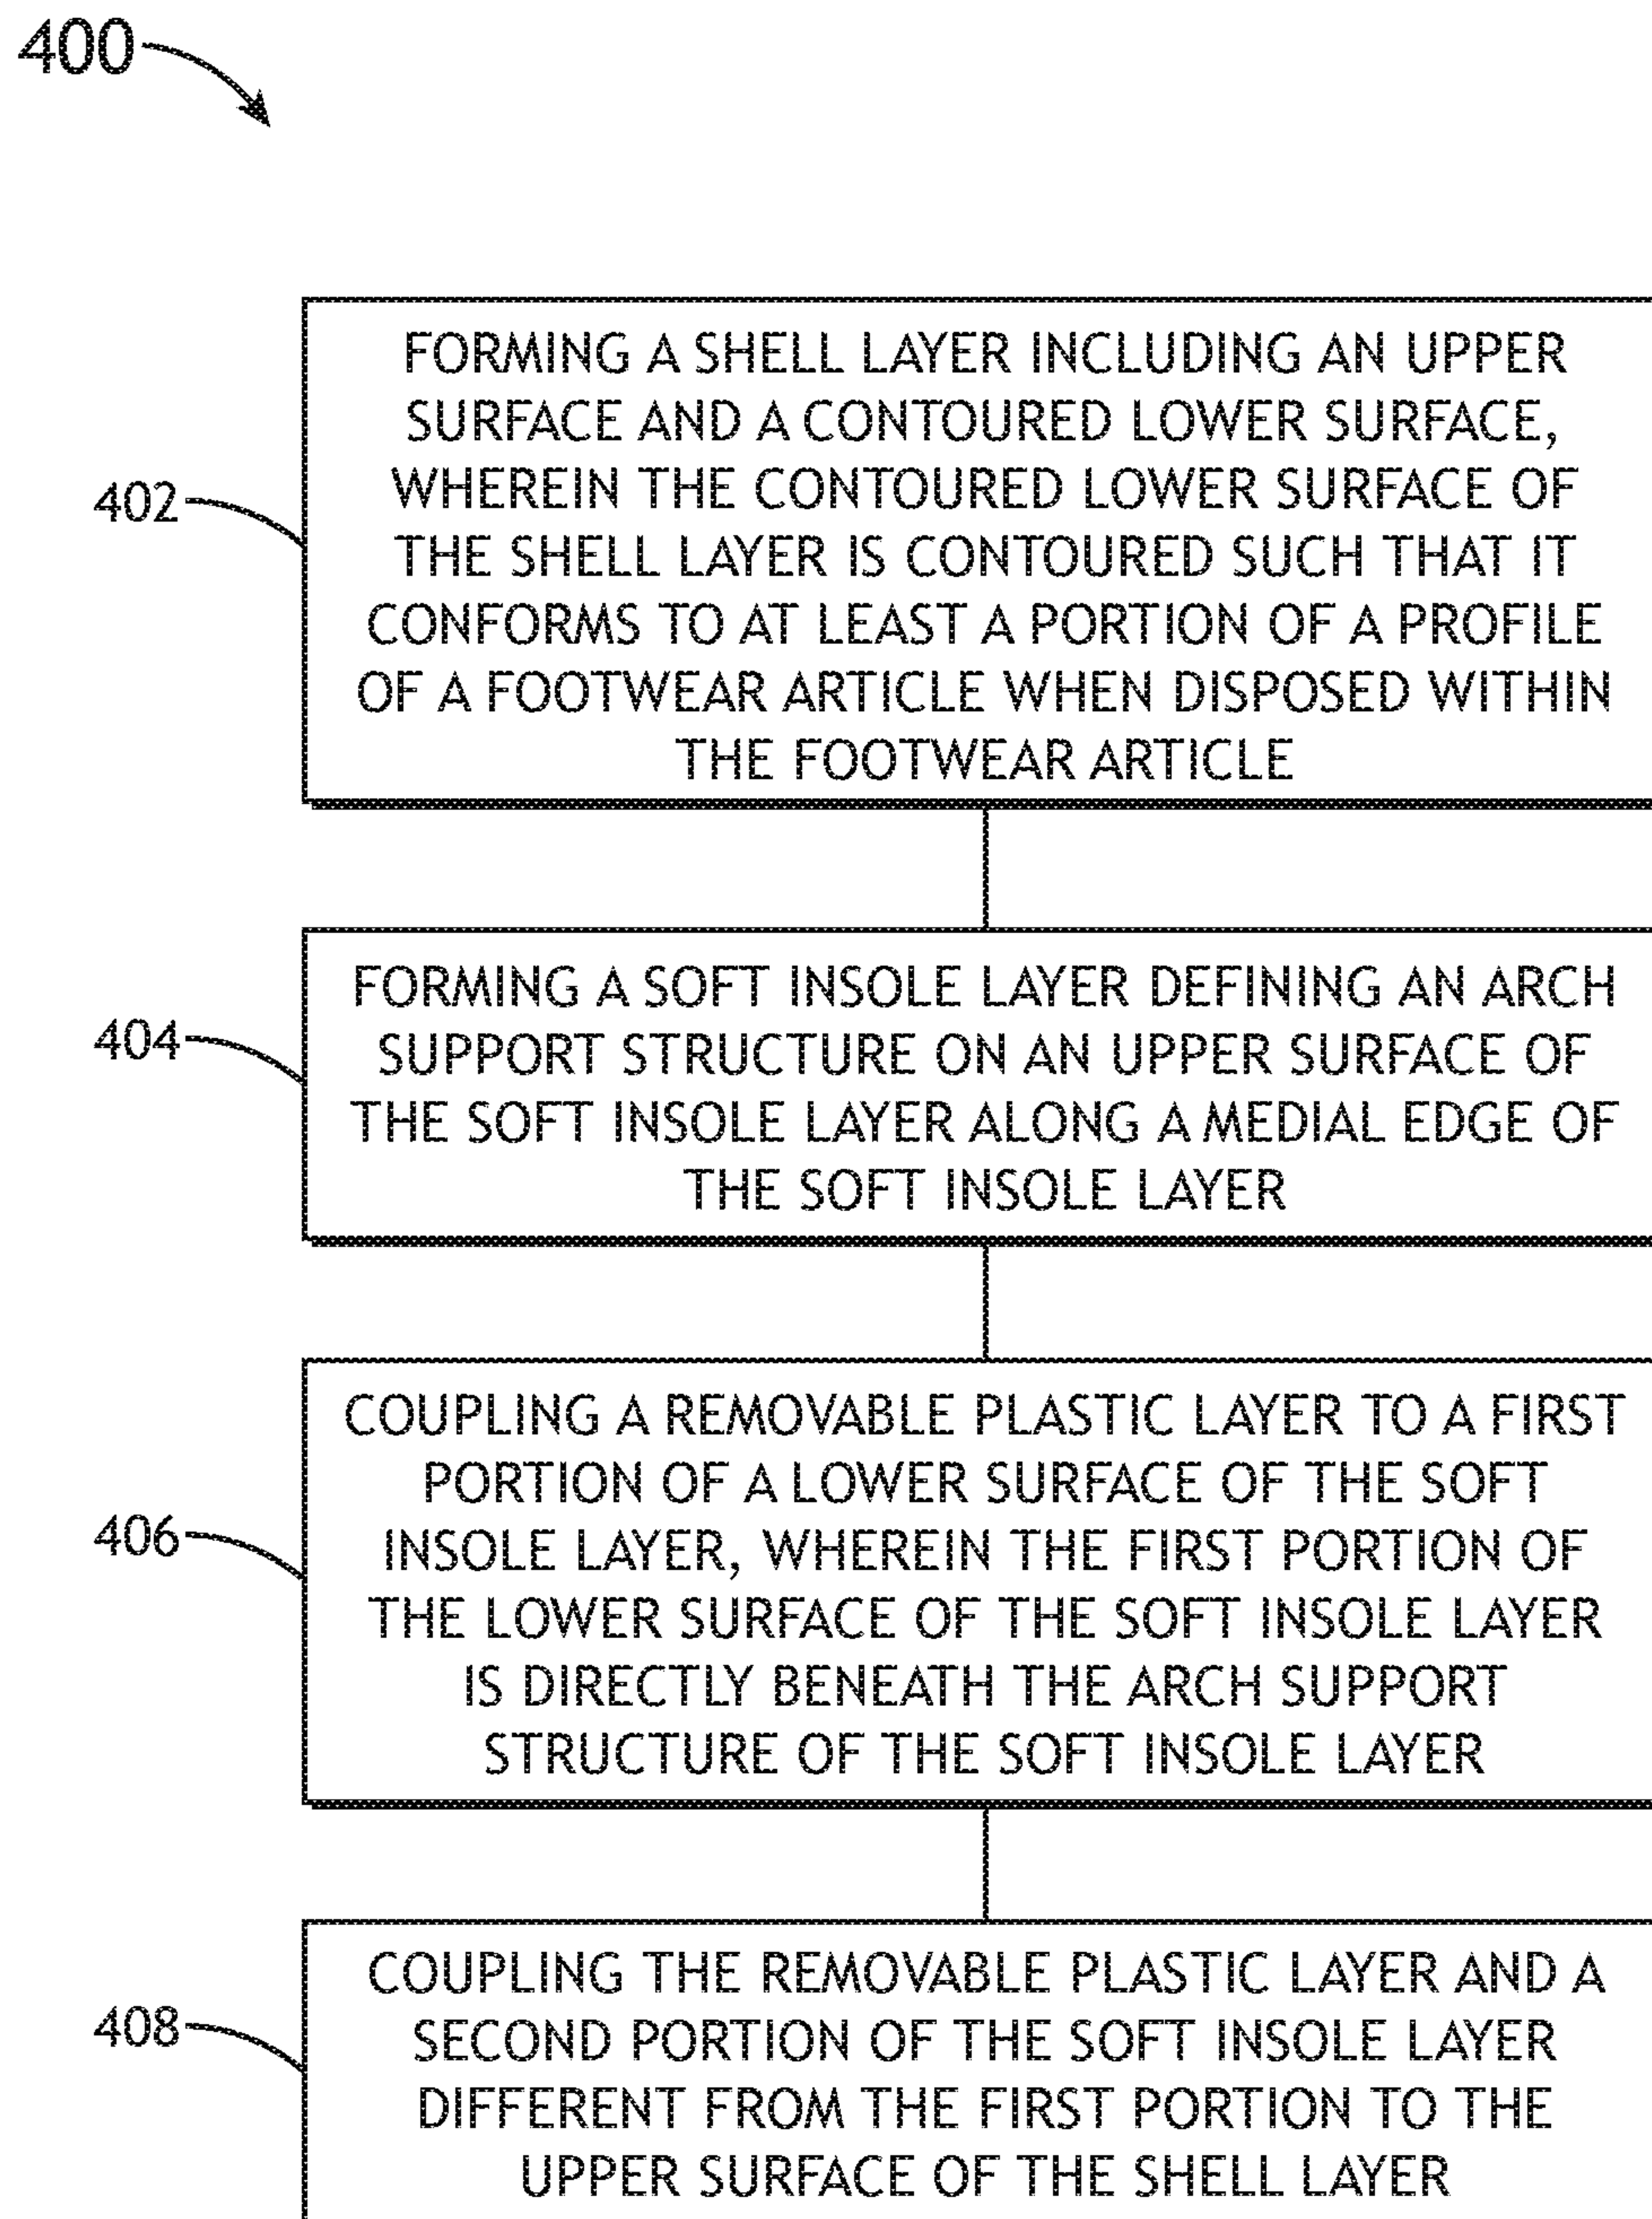 400
402
FORMING A SHELL LAYER INCLUDING AN UPPER
SURFACE AND A CONTOURED LOWER SURFACE,
WHEREIN THE CONTOURED LOWER SURFACE OF
THE SHELL LAYER IS CONTOURED SUCH THAT IT
CONFORMS TO AT LEAST A PORTION OF A PROFILE
OF A FOOTWEAR ARTICLE WHEN DISPOSED WITHIN
THE FOOTWEAR ARTICLE
404
FORMING A SOFT INSOLE LAYER DEFINING AN ARCH
SUPPORT STRUCTURE ON AN UPPER SURFACE OF
THE SOFT INSOLE LAYER ALONG A MEDIAL EDGE OF
THE SOFT INSOLE LAYER
406
COUPLING A REMOVABLE PLASTIC LAYER TO A FIRST
PORTION OF A LOWER SURFACE OF THE SOFT
INSOLE LAYER, WHEREIN THE FIRST PORTION OF
THE LOWER SURFACE OF THE SOFT INSOLE LAYER
IS DIRECTLY BENEATH THE ARCH SUPPORT
STRUCTURE OF THE SOFT INSOLE LAYER
408
COUPLING THE REMOVABLE PLASTIC LAYER AND A
SECOND PORTION OF THE SOFT INSOLE LAYER
DIFFERENT FROM THE FIRST PORTION TO THE
UPPER SURFACE OF THE SHELL LAYER